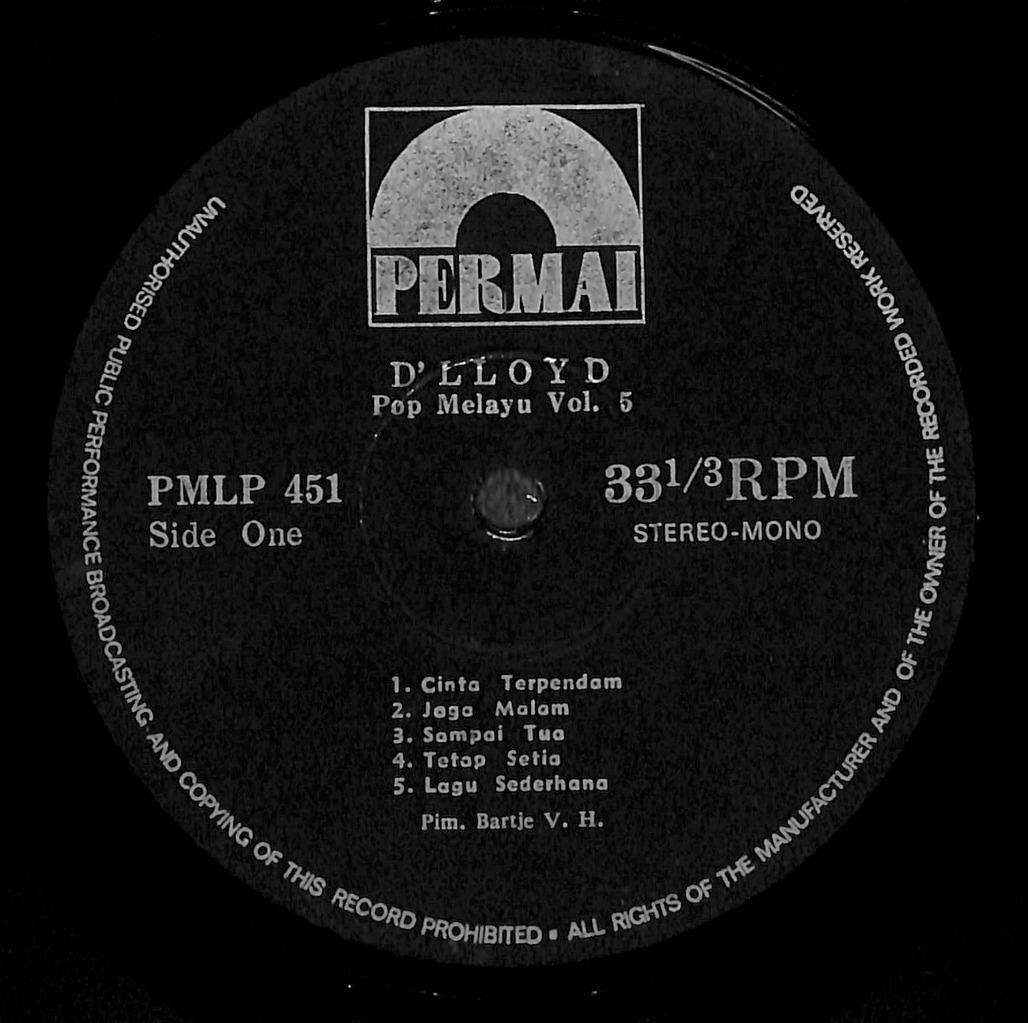 PERMAI
D' LLOYD
Pop Melayu Vol. 5
PMLP 451
Side One
33 1/3 RPM
STEREO-MONO
1. Cinta Terpendam
2. Jaga Malam
3. Sampai Tua
4. Tetap Setia
5. Lagu Sederhana
Pim. Bartje V. H.
UNAUTHORISED PUBLIC PERFORMANCE BROADCASTING. AND COPYING OF THIS RECORD PROHIBITED ▪ ALL RIGHTS OF THE MANUFACTURER AND OF THE OWNER OF THE RECORDED WORK RESERVED